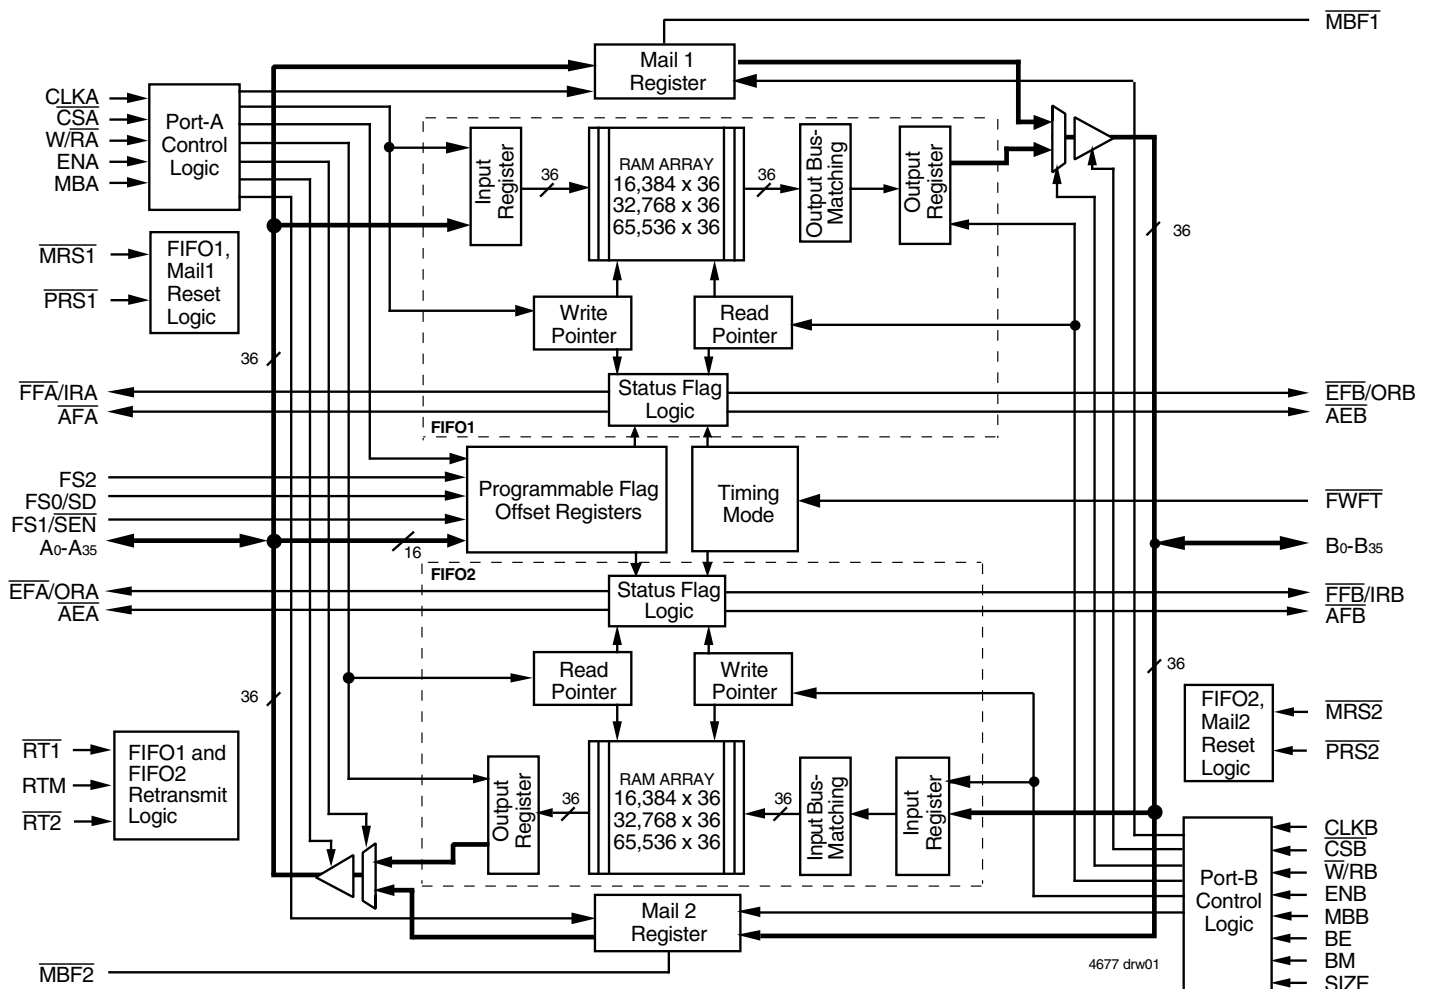 MBF1
Mail 1
Register
CLKA
CSA
W/RA
ENA
MBA
Port-A
Control
Logic
Input
Register
36
RAM ARRAY
16,384 x 36
32,768 x 36
65,536 x 36
36
Output Bus-
Matching
Output
Register
36
MRS1
PRS1
FIFO1,
Mail1
Reset
Logic
Write
Pointer
Read
Pointer
36
FFA/IRA
AFA
Status Flag
Logic
EFB/ORB
AEB
FIFO1
FS2
FS0/SD
FS1/SEN
A0-A35
16
Programmable Flag
Offset Registers
Timing
Mode
FWFT
B0-B35
FIFO2
EFA/ORA
AEA
Status Flag
Logic
FFB/IRB
AFB
Read
Pointer
Write
Pointer
36
36
FIFO2,
Mail2
Reset
Logic
MRS2
PRS2
RT1
RTM
RT2
FIFO1 and
FIFO2
Retransmit
Logic
Output
Register
36
RAM ARRAY
16,384 x 36
32,768 x 36
65,536 x 36
36
Input Bus-
Matching
Input
Register
CLKB
CSB
W/RB
ENB
MBB
BE
BM
SIZE
Port-B
Control
Logic
Mail 2
Register
MBF2
4677 drw01